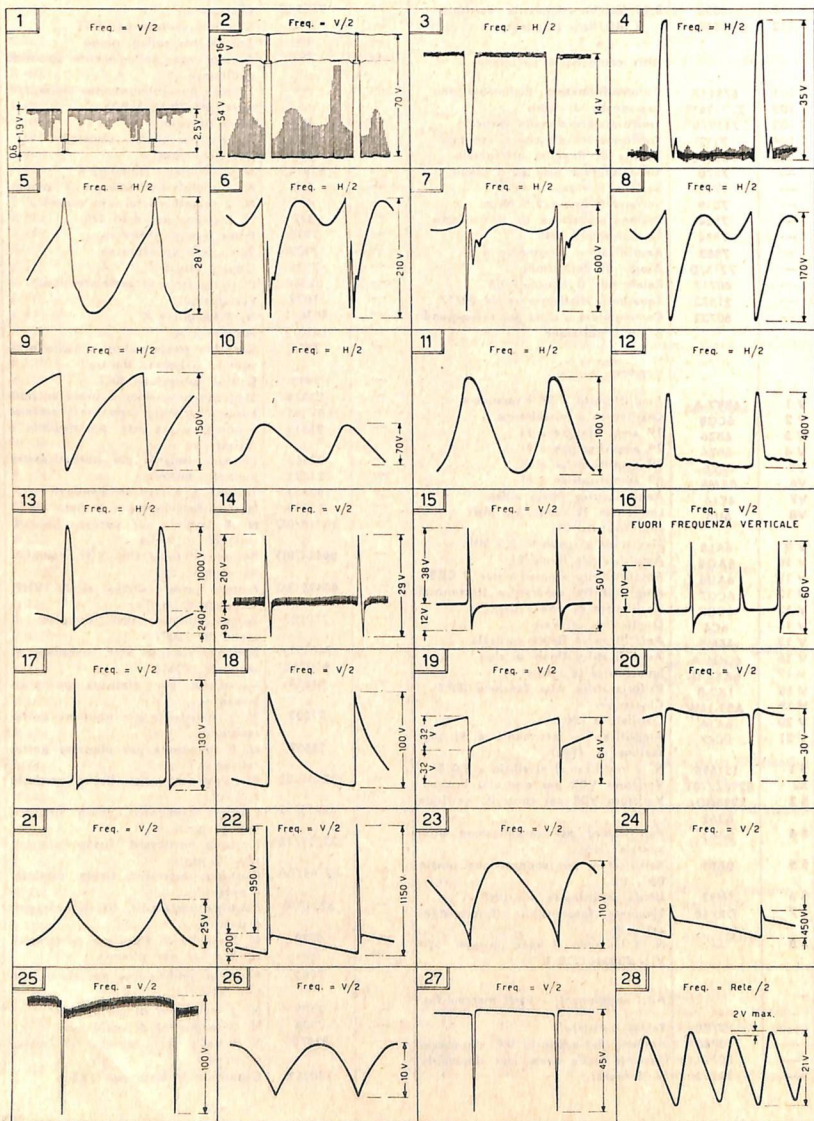 1
Freq. = V/2
0.6
1.9V
2.5V
2
Freq. = V/2
16
V
54 V
70 V
3
Freq. = H/2
14 V
4
Freq. = H/2
35 V
5
Freq. = H/2
28 V
6
Freq. = H/2
210 V
7
Freq. = H/2
600 V
8
Freq. = H/2
170 V
9
Freq. = H/2
150 V
10
Freq. = H/2
70 V
11
Freq. = H/2
100 V
12
Freq. = H/2
400 V
13
Freq. = H/2
1000 V
240
14
Freq. = V/2
20 V
9 V
29 V
15
Freq. = V/2
38 V
12 V
50 V
16
Freq. = V/2
FUORI FREQUENZA VERTICALE
10 V
60 V
17
Freq. = V/2
130 V
18
Freq. = V/2
100 V
19
Freq. = V/2
32
V
32
64 V
20
Freq. = V/2
30 V
21
Freq. = V/2
25 V
22
Freq. = V/2
950 V
200
1150 V
23
Freq. = V/2
110 V
24
Freq. = V/2
450 V
25
Freq. = V/2
100 V
26
Freq. = V/2
10 V
27
Freq. = V/2
45 V
28
Freq. = Rete/2
2 V max.
21 V